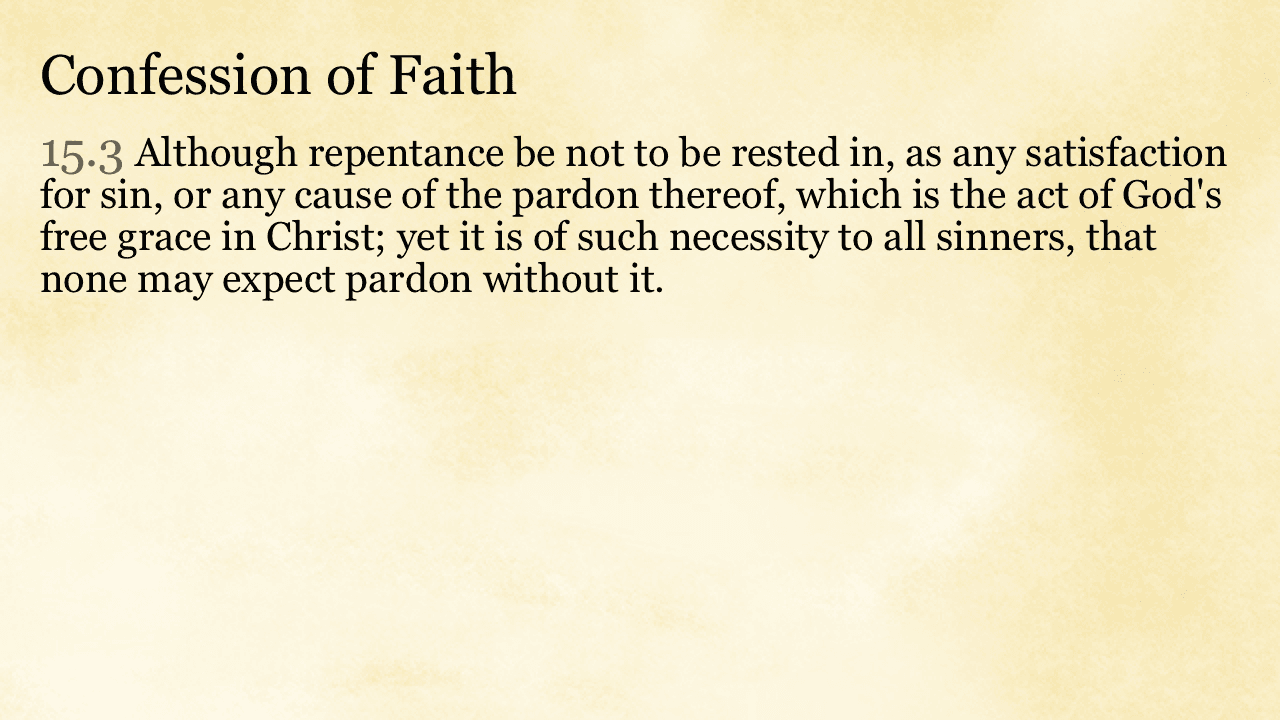 Confession of Faith
15.3 Although repentance be not to be rested in, as any satisfaction
for sin, or any cause of the pardon thereof, which is the act of God's
free grace in Christ; yet it is of such necessity to all sinners, that
none may expect pardon without it.